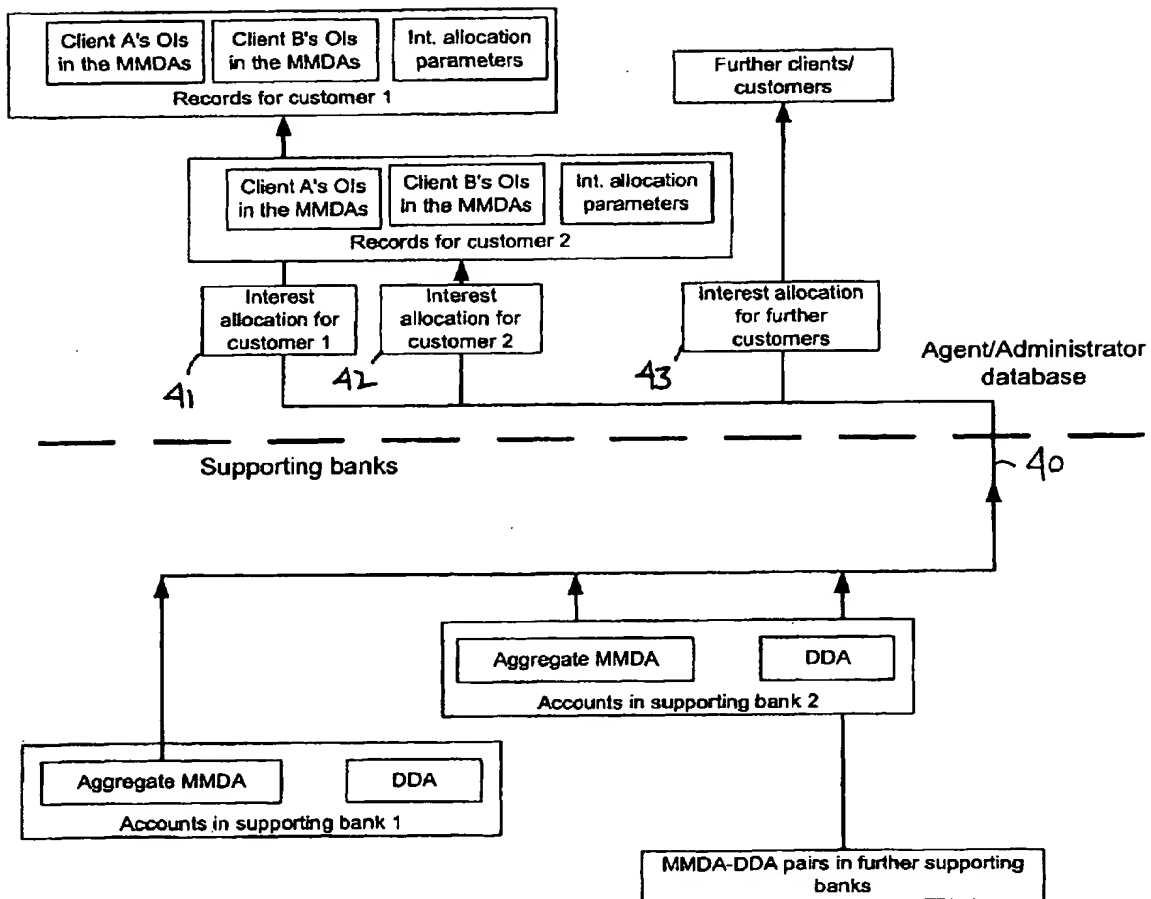 Client A's OIs
in the MMDAs
Client B's OIs
in the MMDAs
Int. allocation
parameters
Records for customer 1
Further clients/
customers
Client A's OIs
in the MMDAs
Client B's OIs
in the MMDAs
Int. allocation
parameters
Records for customer 2
Interest
allocation for
customer 1
Interest
allocation for
customer 2
Interest allocation
for further
customers
41
42
43
Agent/Administrator
database
Supporting banks
40
Aggregate MMDA
DDA
Accounts in supporting bank 2
Aggregate MMDA
DDA
Accounts in supporting bank 1
MMDA-DDA pairs in further supporting
banks